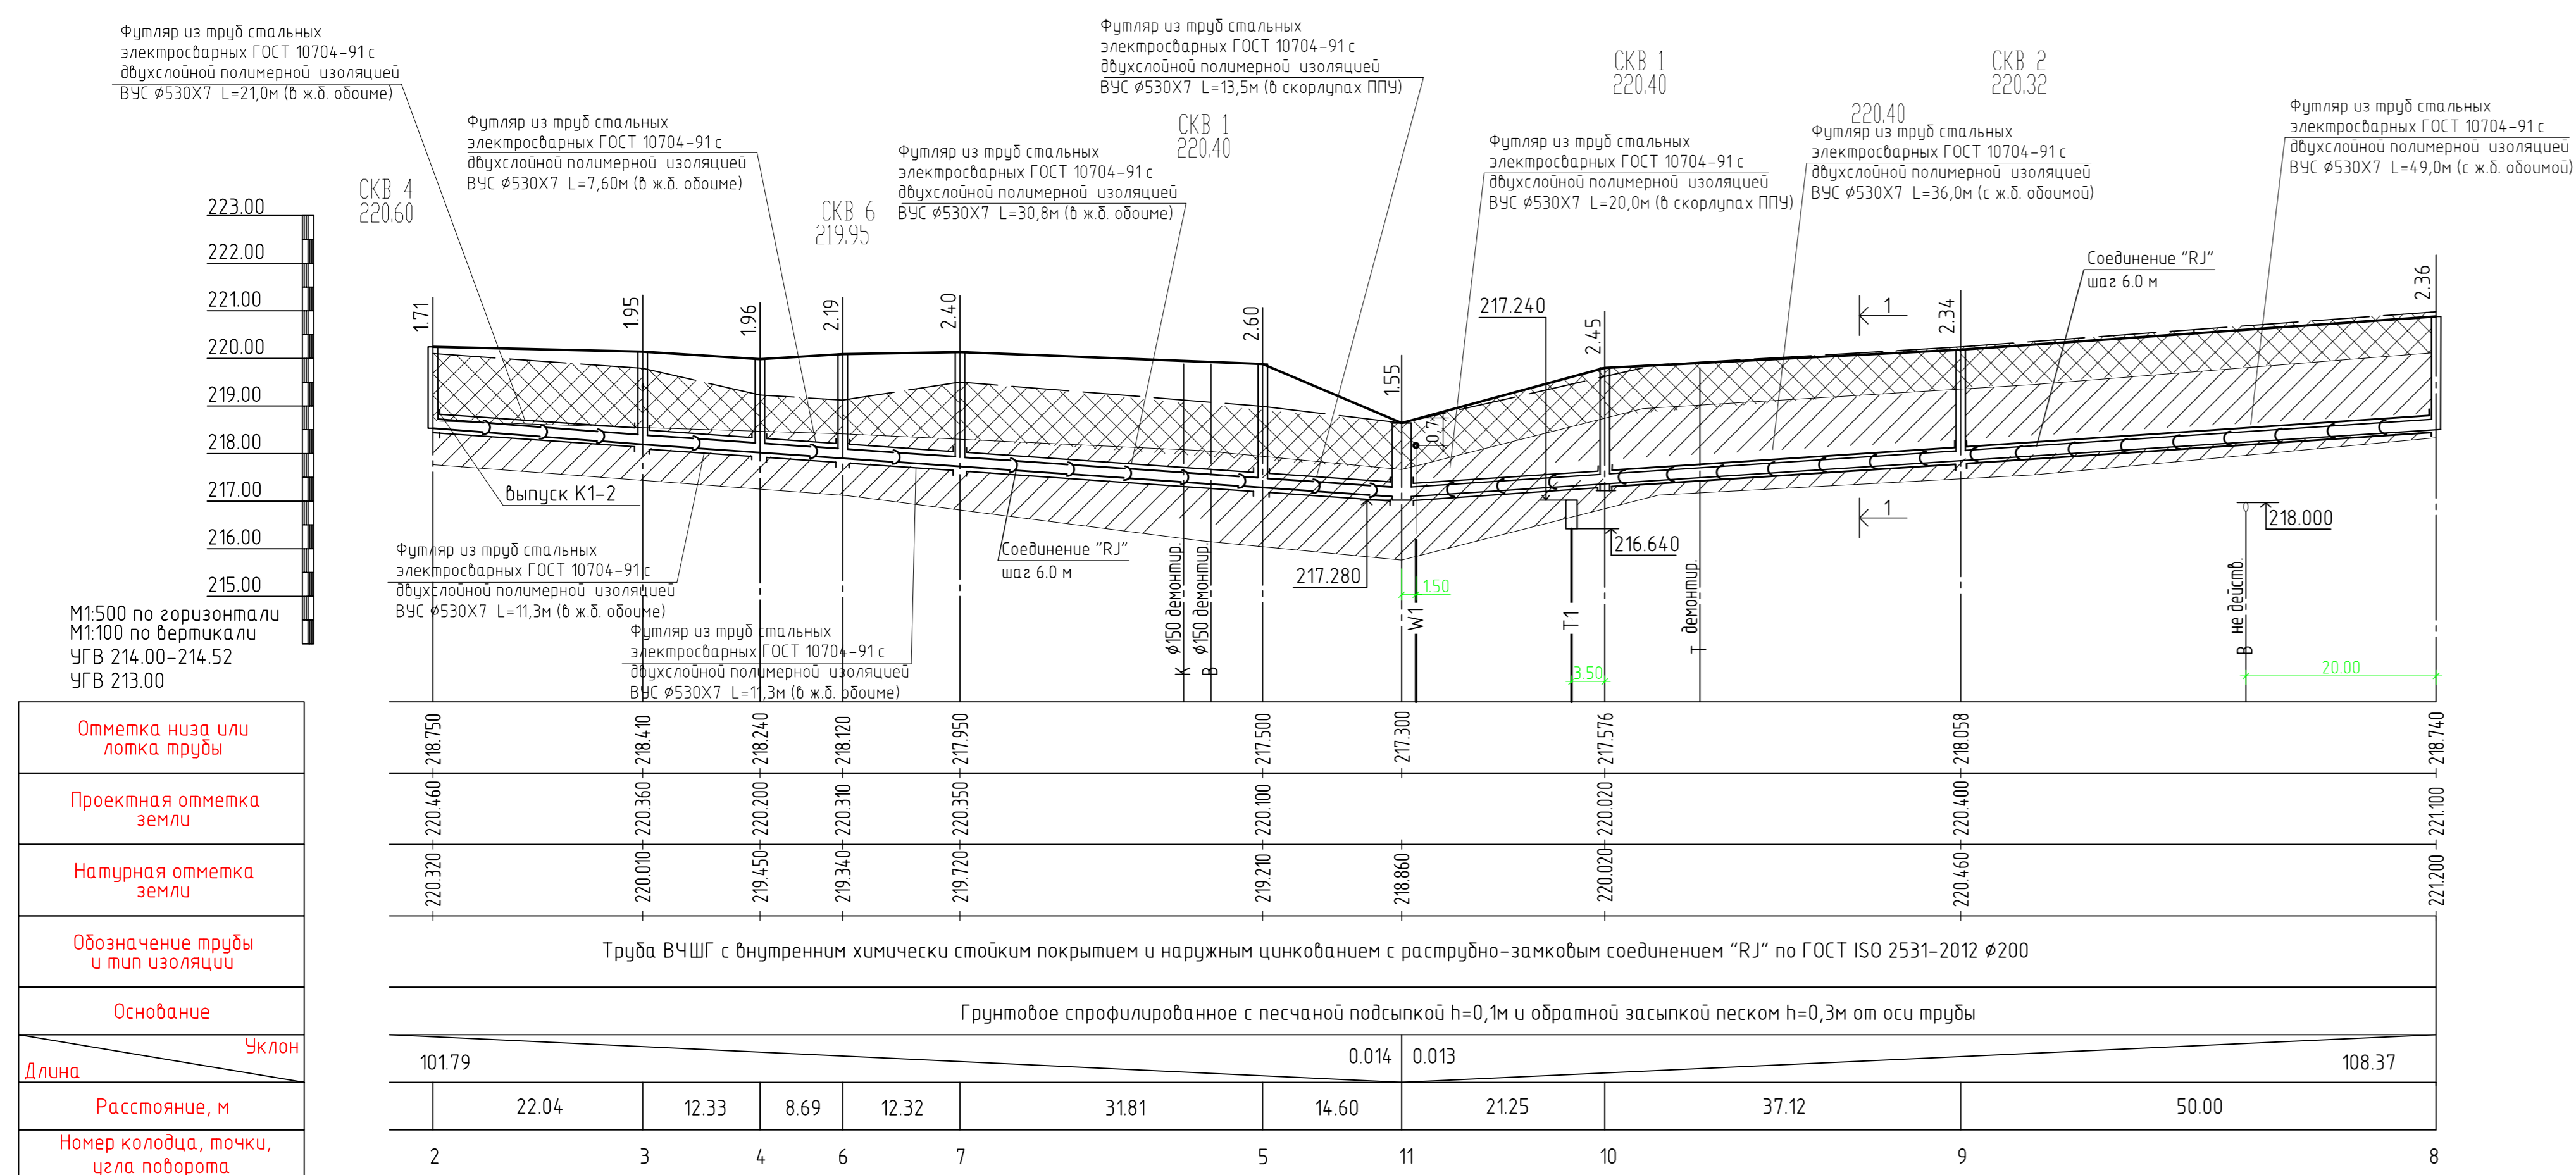 Футляр из труб стальных
электросварных ГОСТ 10704-91 с
двухслойной полимерной изоляцией
ВУС ⌀530Х7 L=21,0м (в ж.б. обоиме)
Футляр из труб стальных
электросварных ГОСТ 10704-91 с
двухслойной полимерной изоляцией
ВУС ⌀530Х7 L=7,60м (в ж.б. обоиме)
Футляр из труб стальных
электросварных ГОСТ 10704-91 с
двухслойной полимерной изоляцией
ВУС ⌀530Х7 L=30,8м (в ж.б. обоиме)
Футляр из труб стальных
электросварных ГОСТ 10704-91 с
двухслойной полимерной изоляцией
ВУС ⌀530Х7 L=13,5м (в скорлупах ППУ)
Футляр из труб стальных
электросварных ГОСТ 10704-91 с
двухслойной полимерной изоляцией
ВУС ⌀530Х7 L=20,0м (в скорлупах ППУ)
Футляр из труб стальных
электросварных ГОСТ 10704-91 с
двухслойной полимерной изоляцией
ВУС ⌀530Х7 L=36,0м (с ж.б. обоимой)
Футляр из труб стальных
электросварных ГОСТ 10704-91 с
двухслойной полимерной изоляцией
ВУС ⌀530Х7 L=49,0м (с ж.б. обоимой)
СКВ 4
220.60
СКВ 6
219.95
СКВ 1
220.40
СКВ 1
220.40
220.40
СКВ 2
220.32
223.00
222.00
221.00
220.00
219.00
218.00
217.00
216.00
215.00
1.71
1.95
1.96
2.19
2.40
2.60
1.55
2.45
2.34
2.36
217.240
1
Соединение "RJ"
шаг 6.0 м
0,71
выпуск К1-2
1
218.000
216.640
217.280
Соединение "RJ"
шаг 6.0 м
Футляр из труб стальных
электросварных ГОСТ 10704-91 с
двухслойной полимерной изоляцией
ВУС ⌀530Х7 L=11,3м (в ж.б. обоиме)
Футляр из труб стальных
электросварных ГОСТ 10704-91 с
двухслойной полимерной изоляцией
ВУС ⌀530Х7 L=11,3м (в ж.б. обоиме)
К ⌀150 демонтир.
В ⌀150 демонтир.
1.50
W1
Т1
3.50
Т демонтир.
В не действ.
20.00
М1:500 по горизонтали
М1:100 по вертикали
УГВ 214.00-214.52
УГВ 213.00
Отметка низа или
лотка трубы
218.750 218.410 218.240 218.120 217.950 217.500 217.300 217.576 218.058 218.740
Проектная отметка
земли
220.460 220.360 220.200 220.310 220.350 220.100 220.020 220.400 221.100
Натурная отметка
земли
220.320 220.010 219.450 219.340 219.720 219.210 218.860 220.020 220.460 221.200
Обозначение трубы
и тип изоляции
Труба ВЧШГ с внутренним химически стойким покрытием и наружным цинкованием с раструбно-замковым соединением "RJ" по ГОСТ ISO 2531-2012 ⌀200
Основание
Грунтовое спрофилированное с песчаной подсыпкой h=0,1м и обратной засыпкой песком h=0,3м от оси трубы
Уклон
Длина
101.79 0.014 0.013 108.37
Расстояние, м
22.04 12.33 8.69 12.32 31.81 14.60 21.25 37.12 50.00
Номер колодца, точки,
угла поворота
2 3 4 6 7 5 11 10 9 8